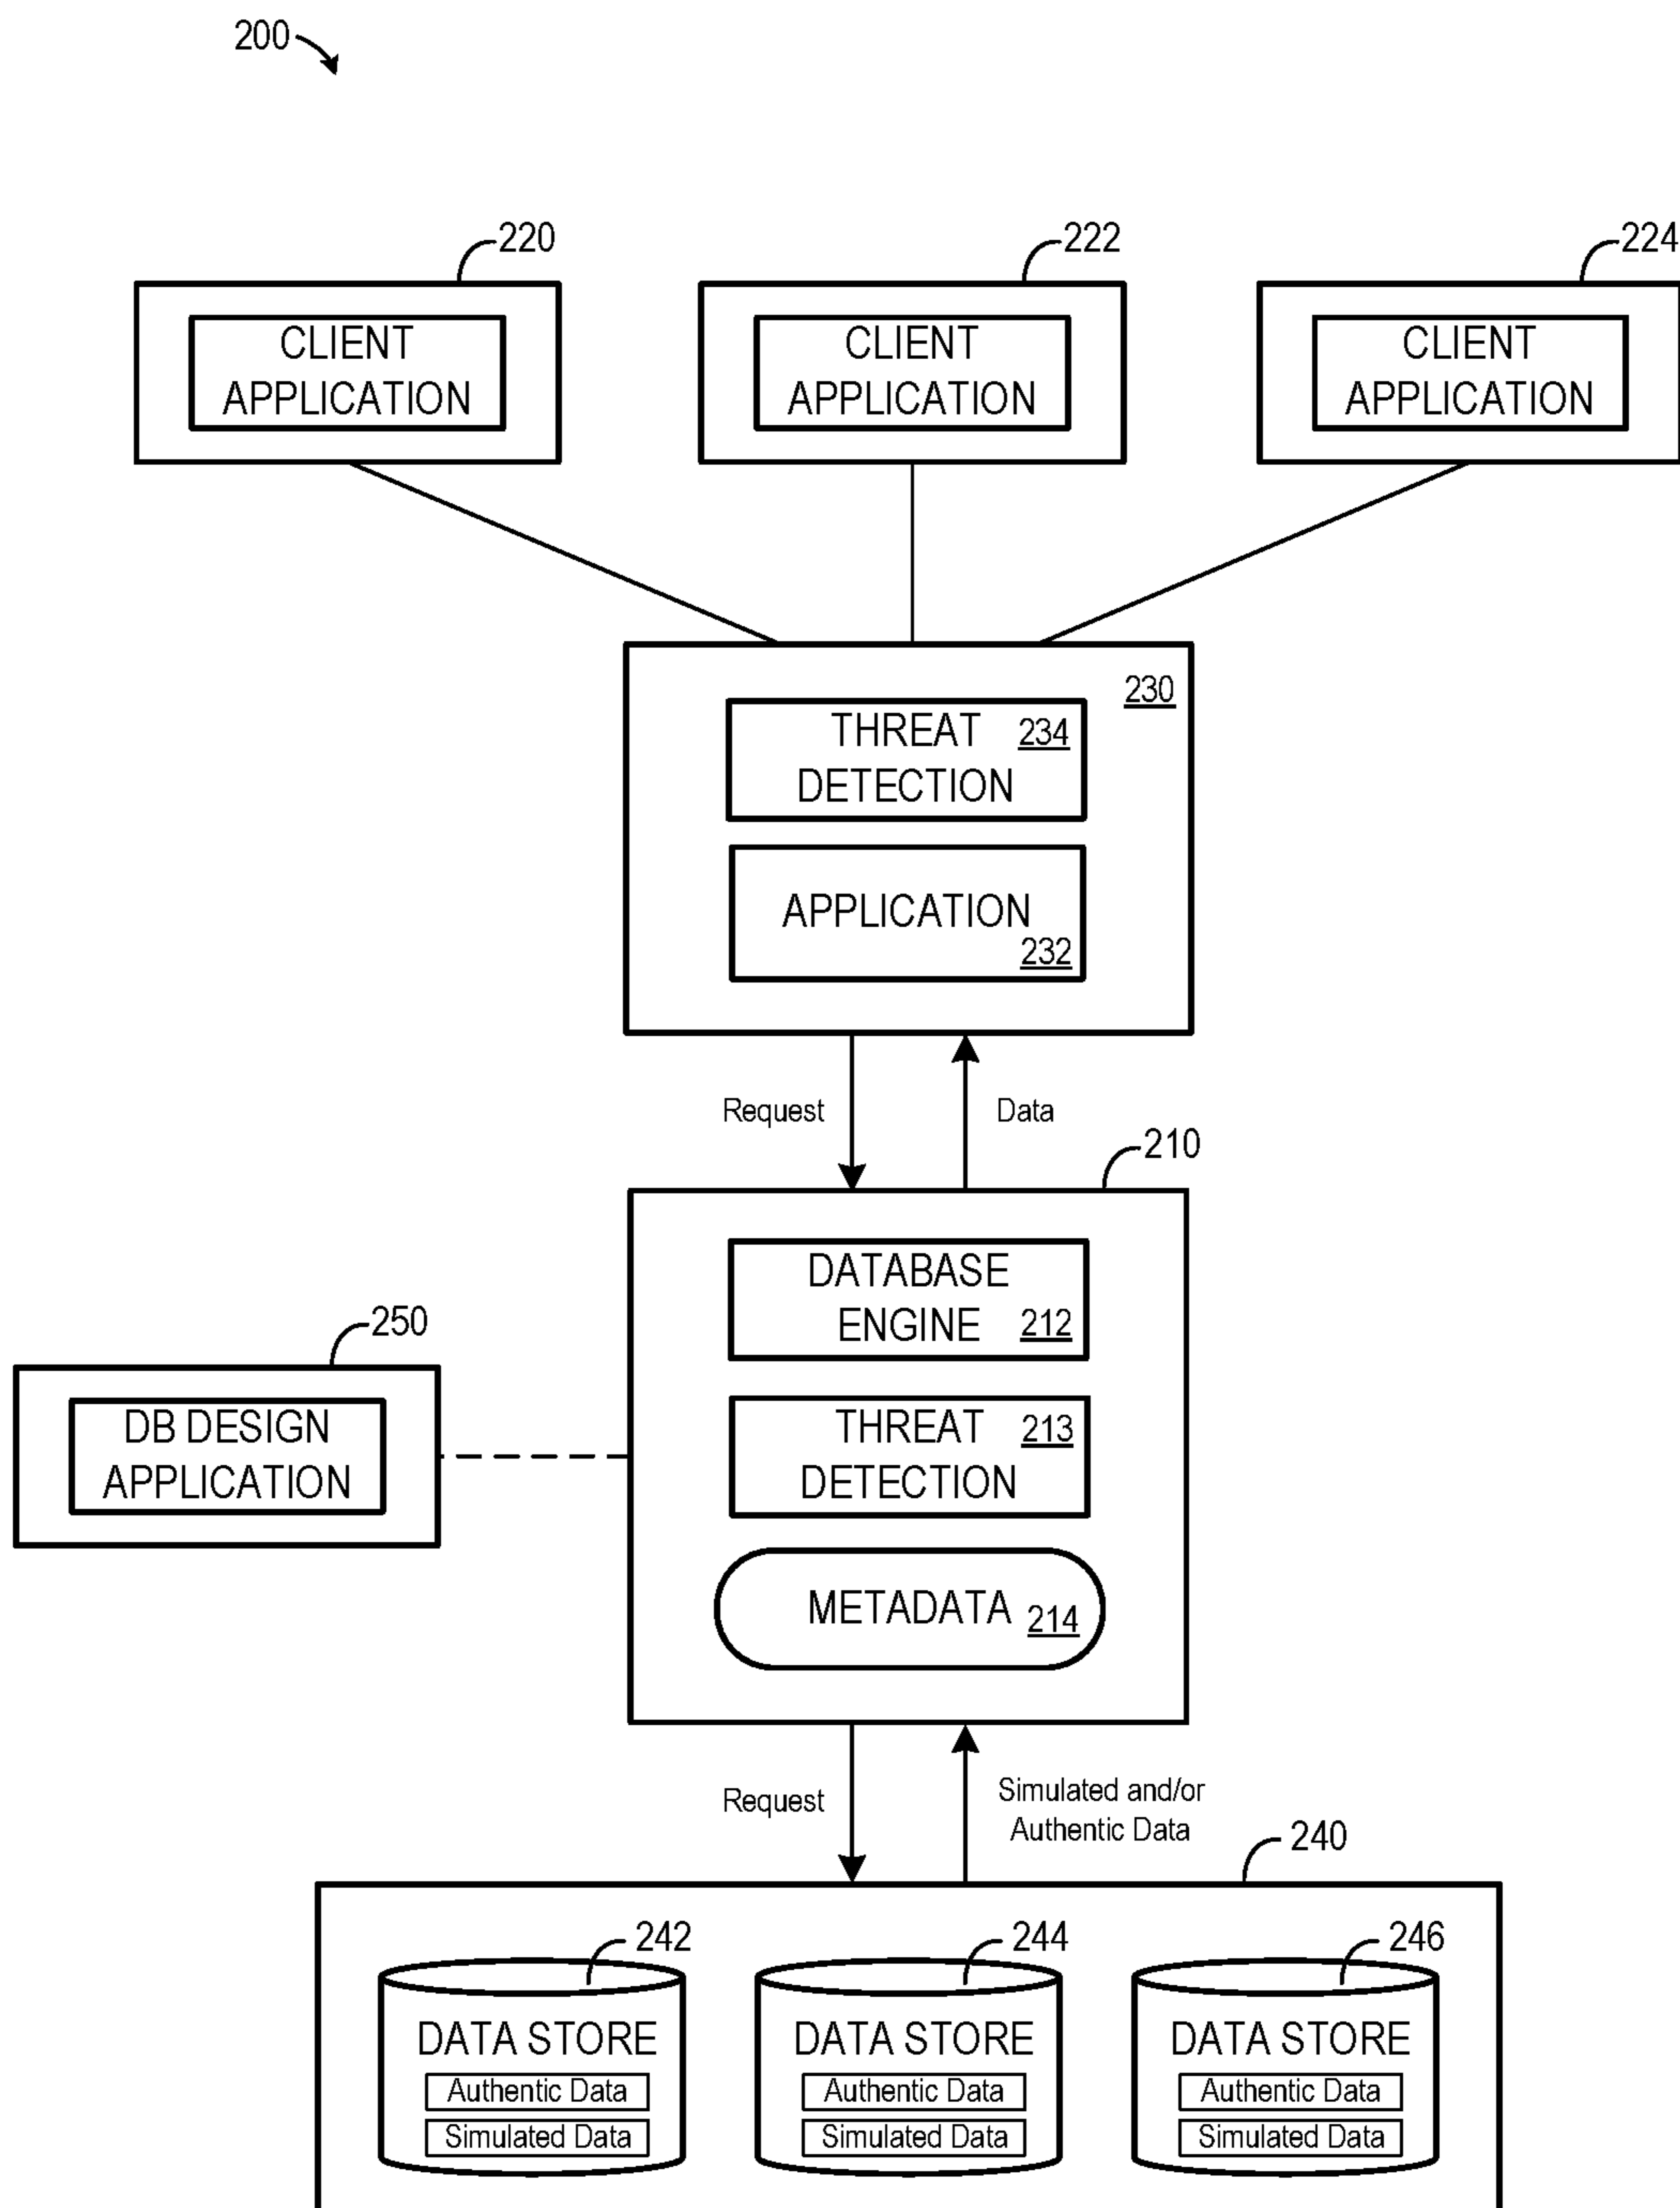 200
220
222
224
CLIENT
APPLICATION
CLIENT
APPLICATION
CLIENT
APPLICATION
230
THREAT 234
DETECTION
APPLICATION
232
Request
Data
210
DATABASE
ENGINE 212
250
DB DESIGN
APPLICATION
THREAT 213
DETECTION
METADATA 214
Request
Simulated and/or
Authentic Data
240
242
244
246
DATA STORE
Authentic Data
Simulated Data
DATA STORE
Authentic Data
Simulated Data
DATA STORE
Authentic Data
Simulated Data